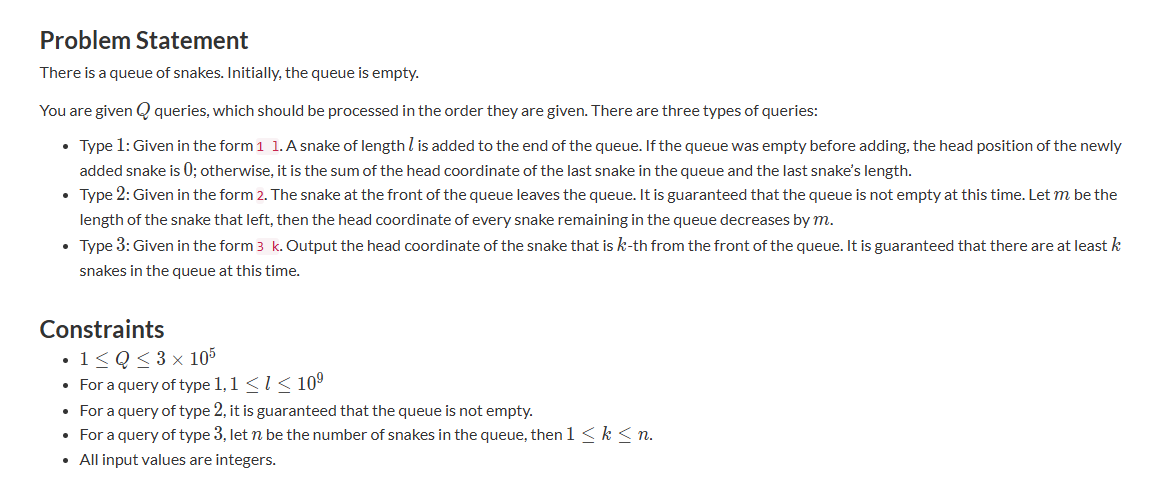 Problem Statement
There is a queue of snakes. Initially, the queue is empty.
You are given Q queries, which should be processed in the order they are given. There are three types of queries:
• Type 1: Given in the form 1 l. A snake of length l is added to the end of the queue. If the queue was empty before adding, the head position of the newly
added snake is 0; otherwise, it is the sum of the head coordinate of the last snake in the queue and the last snake's length.
• Type 2: Given in the form 2. The snake at the front of the queue leaves the queue. It is guaranteed that the queue is not empty at this time. Let m be the
length of the snake that left, then the head coordinate of every snake remaining in the queue decreases by m.
• Type 3: Given in the form 3 k. Output the head coordinate of the snake that is k-th from the front of the queue. It is guaranteed that there are at least k
snakes in the queue at this time.
Constraints
• 1 ≤ Q ≤ 3 × 10⁵
• For a query of type 1, 1 ≤ l ≤ 10⁹
• For a query of type 2, it is guaranteed that the queue is not empty.
• For a query of type 3, let n be the number of snakes in the queue, then 1 ≤ k ≤ n.
• All input values are integers.